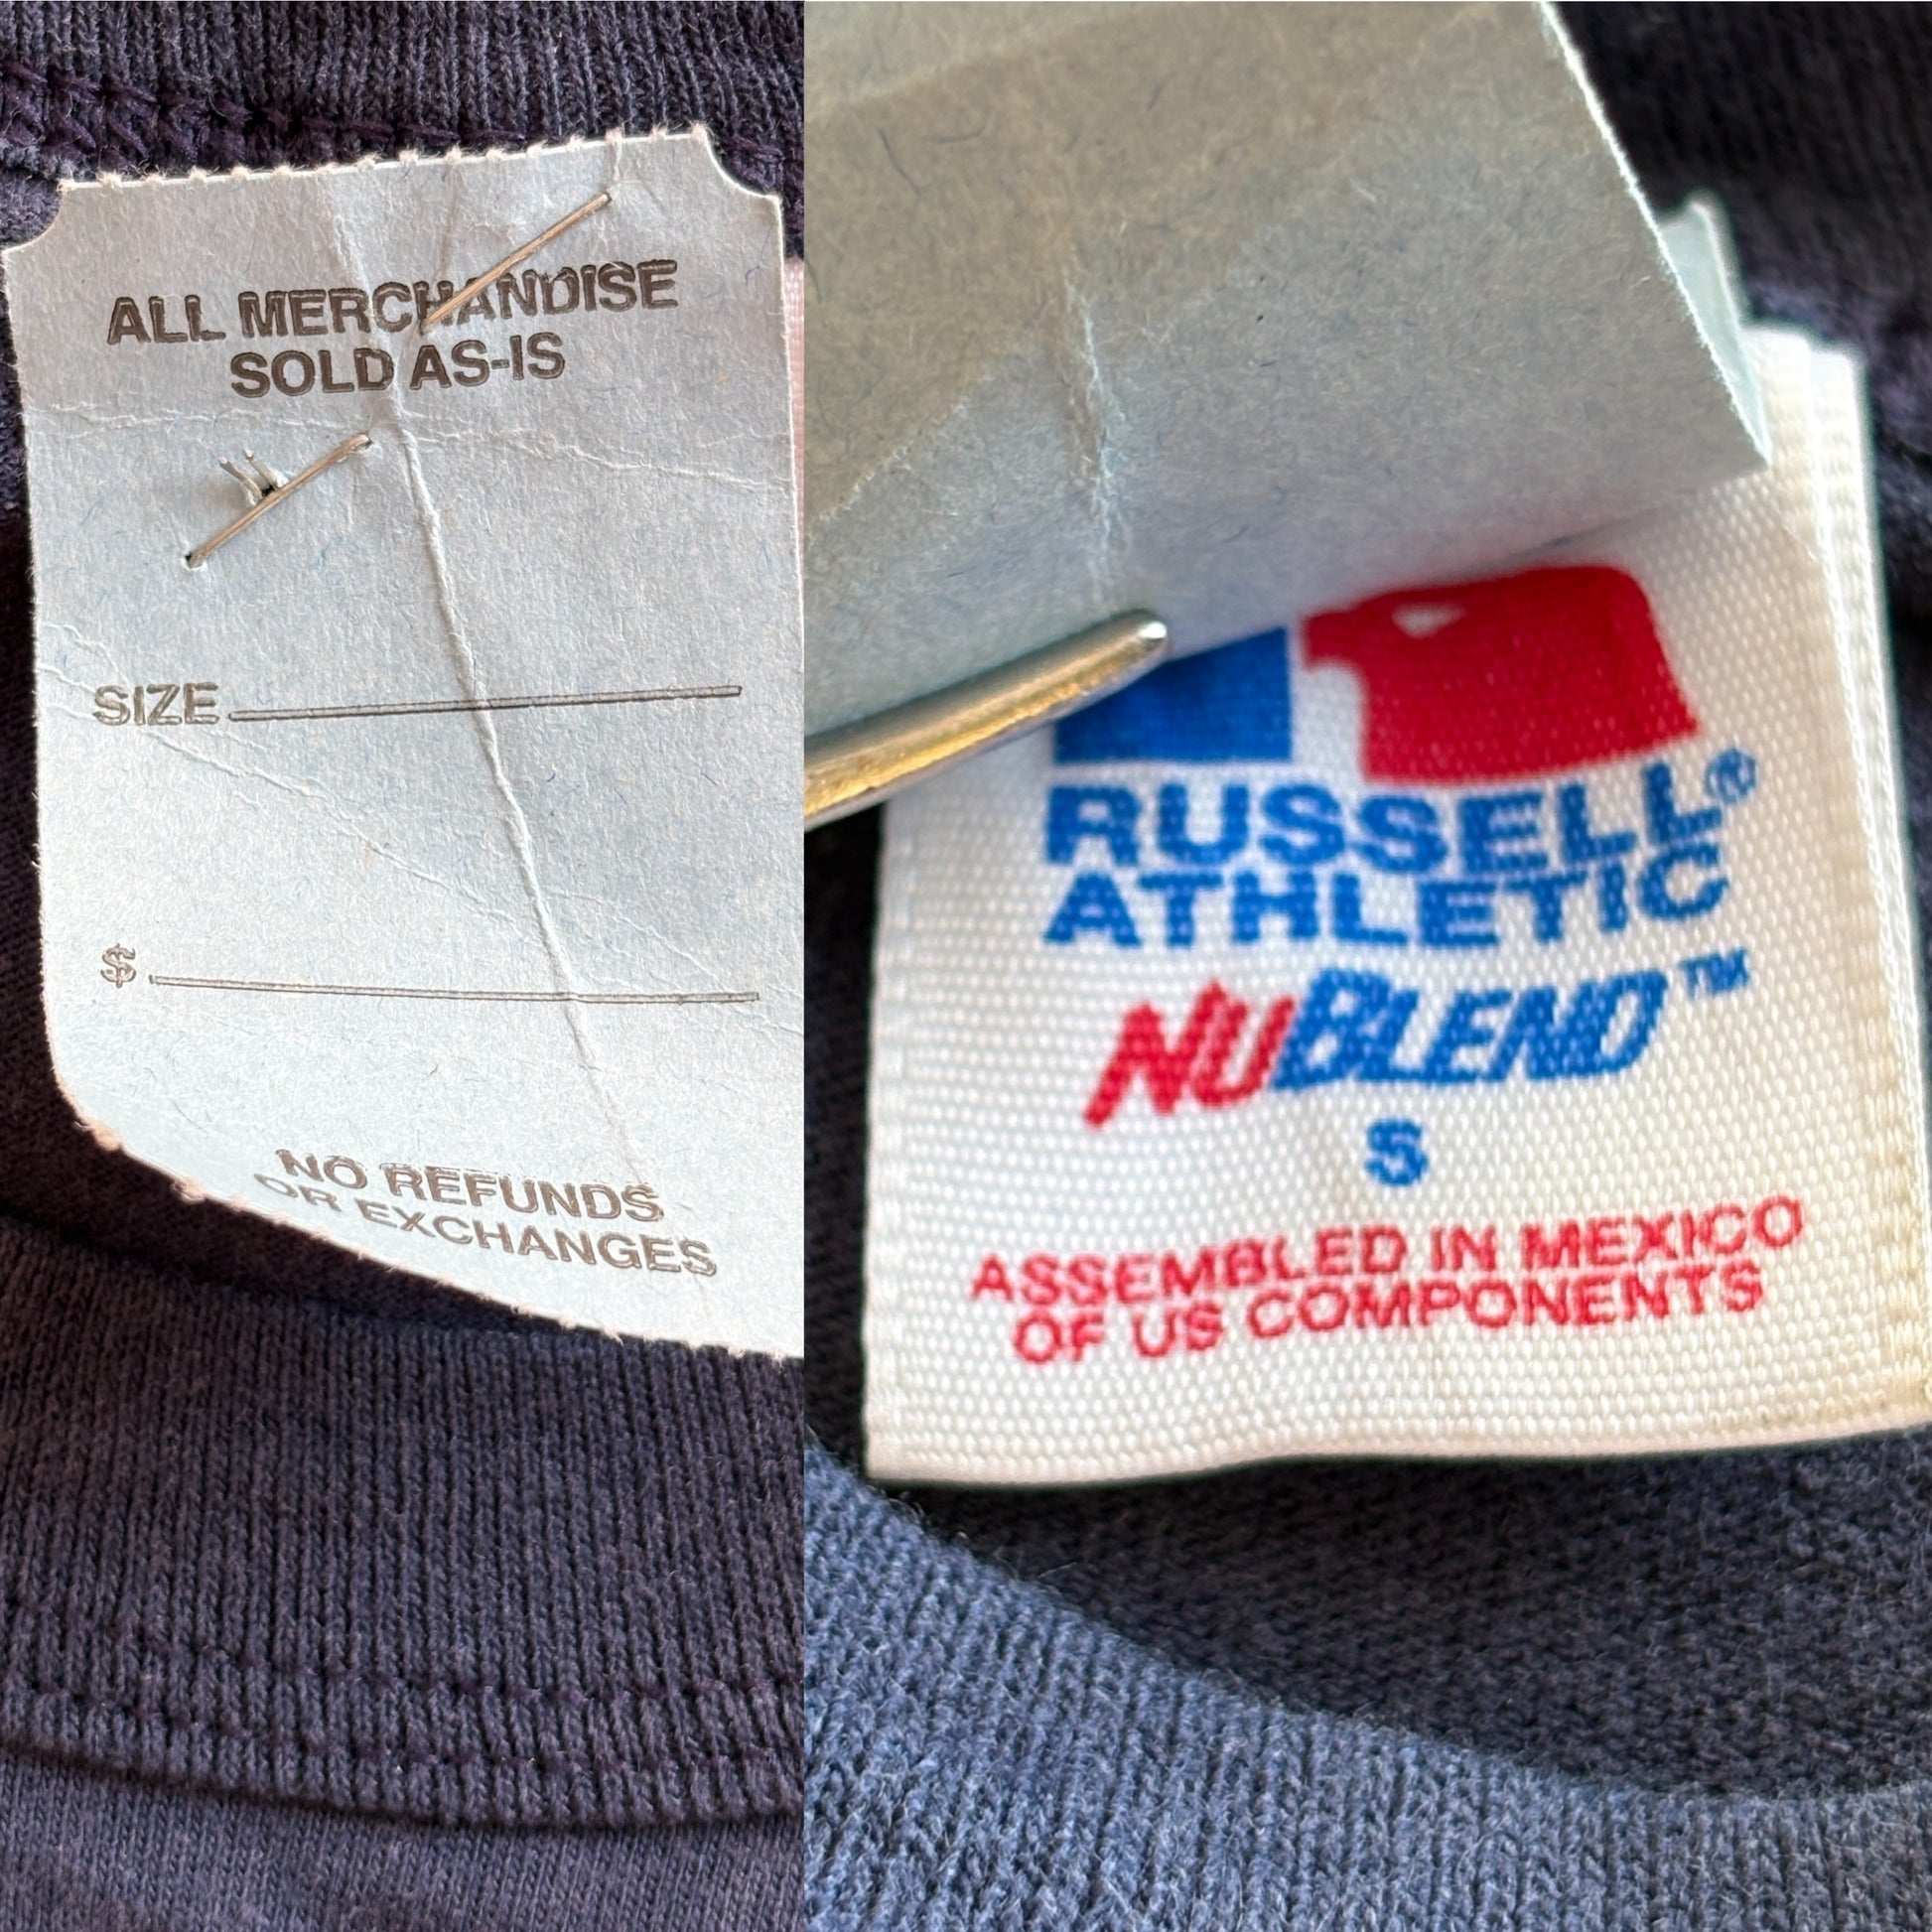 ALL MERCHANDISE
SOLD AS-IS
SIZE
$
NO REFUNDS
OR EXCHANGES
RUSSELL®
ATHLETIC
NUBLEND™
S
ASSEMBLED IN MEXICO
OF US COMPONENTS